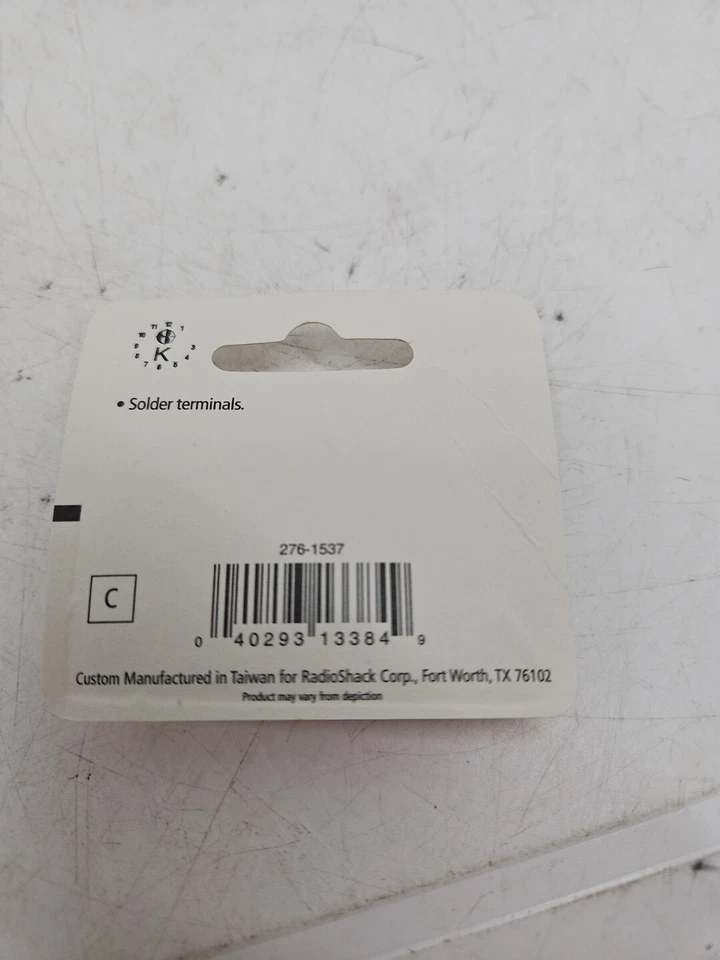 11 12 1
10
9 3
8 K 4
7 6 5
• Solder terminals.
276-1537
C
0 40293 13384 9
Custom Manufactured in Taiwan for RadioShack Corp., Fort Worth, TX 76102
Product may vary from depiction